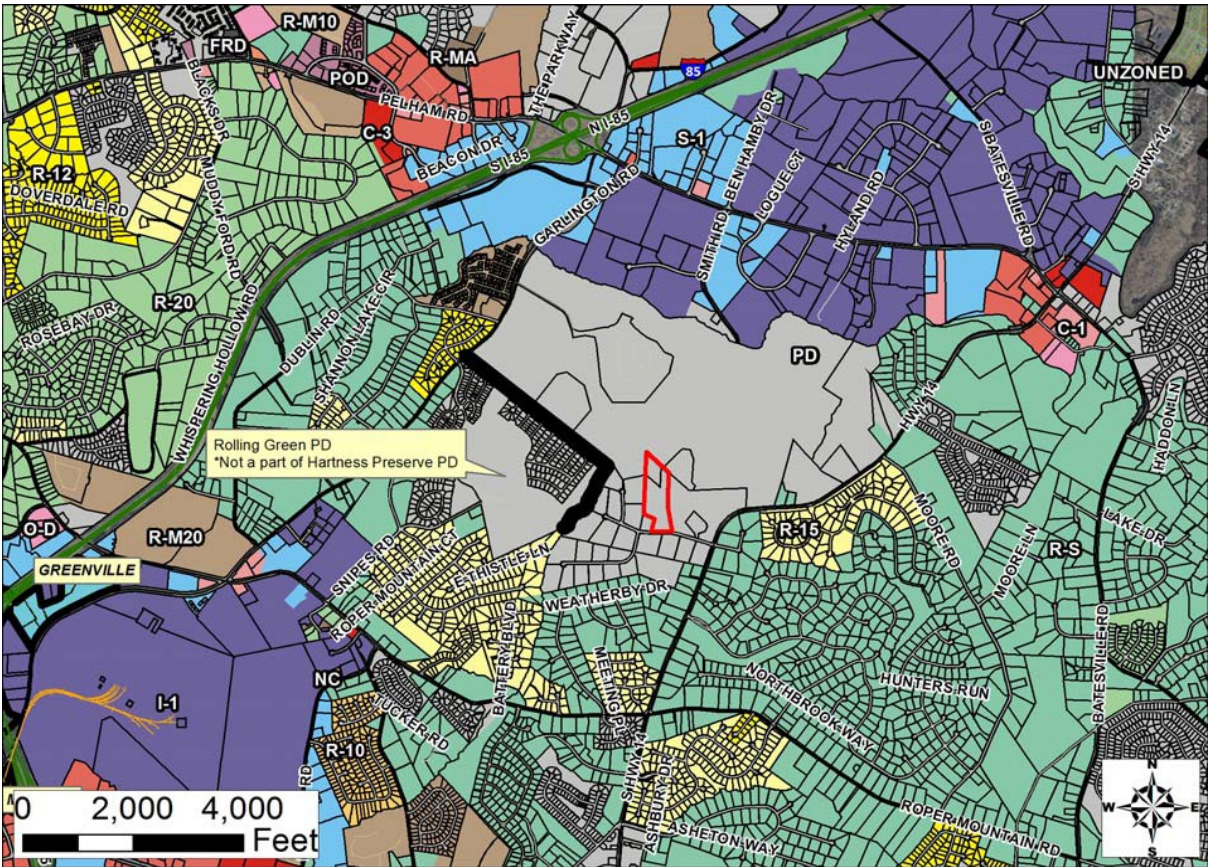 R-M10
FRD
R-MA
THEPARKWAY
85
UNZONED
BLACKS DR
POD
PELHAM RD
C-3
N I-85
S-1
BEACON DR
S I-85
S HWY 14
R-12
DOVERDALE RD
MUDDY FORD RD
GARLINGTON RD
SMITH RD
BENHAMBY DR
LOGUE CT
HYLAND RD
S BATESVILLE RD
R-20
ROSEBAY DR
WHISPERING HOLLOW RD
DUBLIN RD
STANNON LAKE CIR
C-1
PD
HWY 14
HADDON LN
Rolling Green PD
*Not a part of Hartness Preserve PD
O-D
R-M20
GREENVILLE
SNIPES RD
ROPER MOUNTAIN CT
E THISTLE LN
R-15
MOORE RD
MOORE LN
R-S
LAKE DR
WEATHERBY DR
BATTERY BLVD
MEETING PL
BATESVILLE RD
NC
I-1
TUCKER RD
R-10
HUNTERS RUN
NORTHBROOK WAY
S HWY 14
ASHBURY DR
ASHETON WAY
ROPER MOUNTAIN RD
RD
M
0 2,000 4,000
Feet
N
W E
S